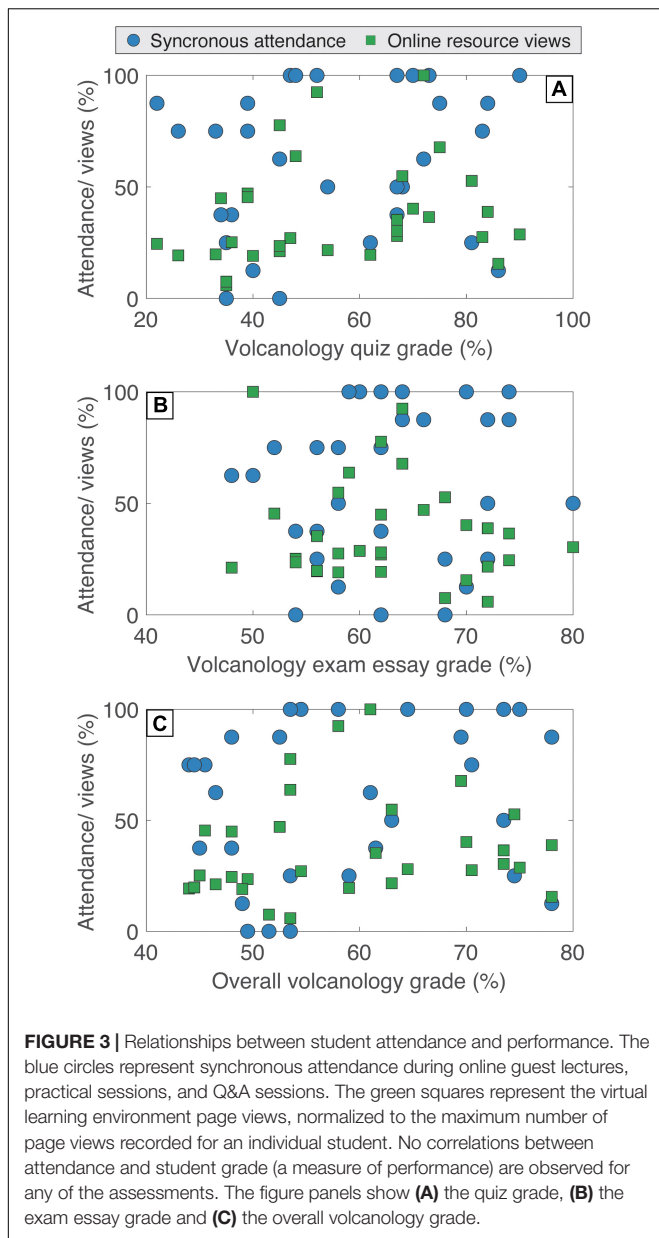 Syncronous attendance Online resource views
A
100
50
0
Attendance/ views (%)
20 40 60 80 100
Volcanology quiz grade (%)
B
100
50
0
Attendance/ views (%)
40 50 60 70 80
Volcanology exam essay grade (%)
C
100
50
0
Attendance/ views (%)
40 50 60 70 80
Overall volcanology grade (%)
FIGURE 3 | Relationships between student attendance and performance. The
blue circles represent synchronous attendance during online guest lectures,
practical sessions, and Q&A sessions. The green squares represent the virtual
learning environment page views, normalized to the maximum number of
page views recorded for an individual student. No correlations between
attendance and student grade (a measure of performance) are observed for
any of the assessments. The figure panels show (A) the quiz grade, (B) the
exam essay grade and (C) the overall volcanology grade.